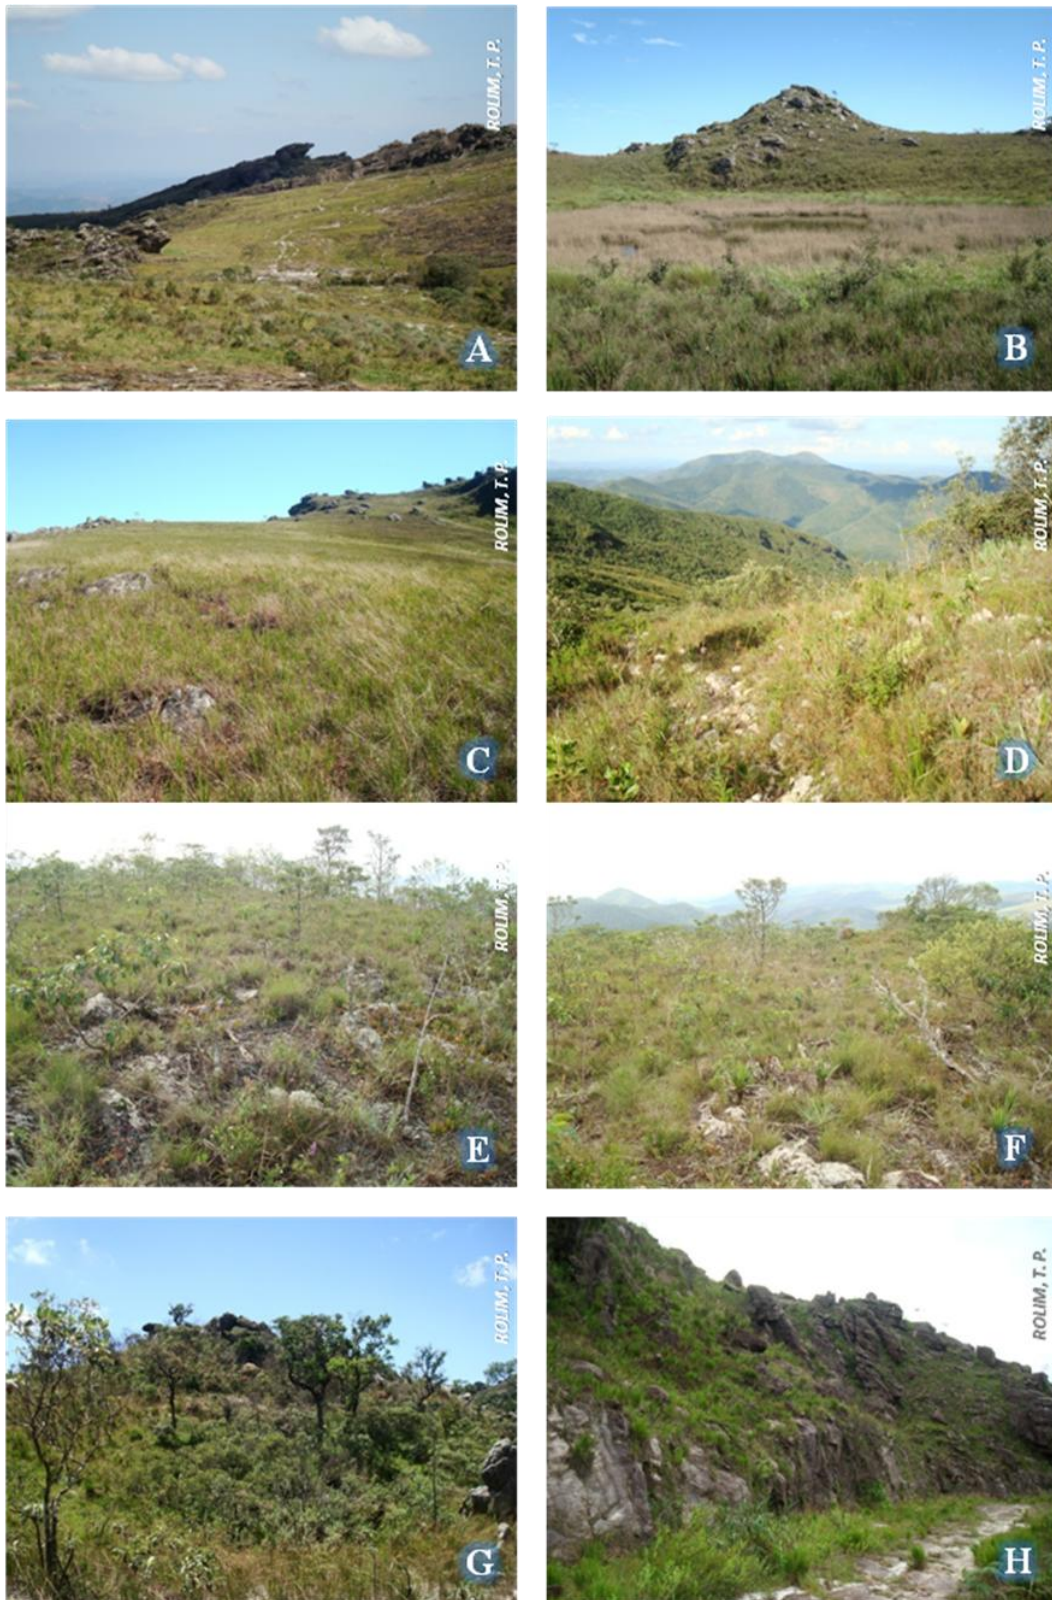 ROLIM, T. P.
A
ROLIM, T. P.
B
ROLIM, T. P.
C
ROLIM, T. P.
D
ROLIM, T. P.
E
ROLIM, T. P.
F
ROLIM, T. P.
G
ROLIM, T. P.
H